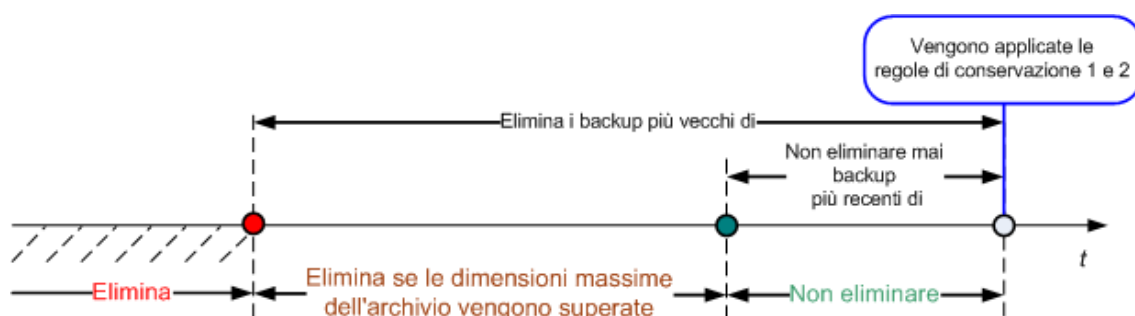 Vengono applicate le
regole di conservazione 1 e 2
Elimina i backup più vecchi di
Non eliminare mai
backup
più recenti di
t
Elimina
Elimina se le dimensioni massime
dell'archivio vengono superate
Non eliminare